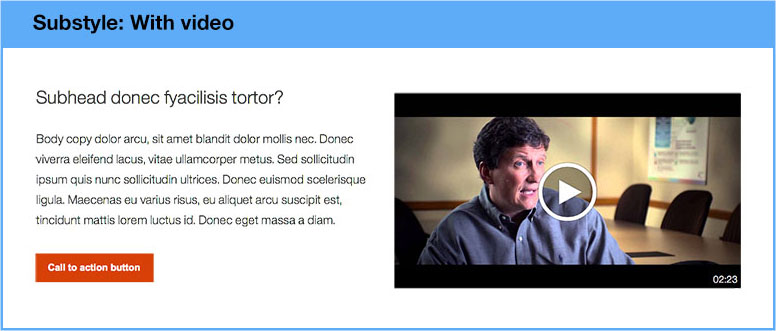 Substyle: With video
Subhead donec fyacilisis tortor?
Body copy dolor arcu, sit amet blandit dolor mollis nec. Donec
viverra eleifend lacus, vitae ullamcorper metus. Sed sollicitudin
ipsum quis nunc sollicitudin ultrices. Donec euismod scelerisque
ligula. Maecenas eu varius risus, eu aliquet arcu suscipit est,
tincidunt mattis lorem luctus id. Donec eget massa a diam.
Call to action button
02:23